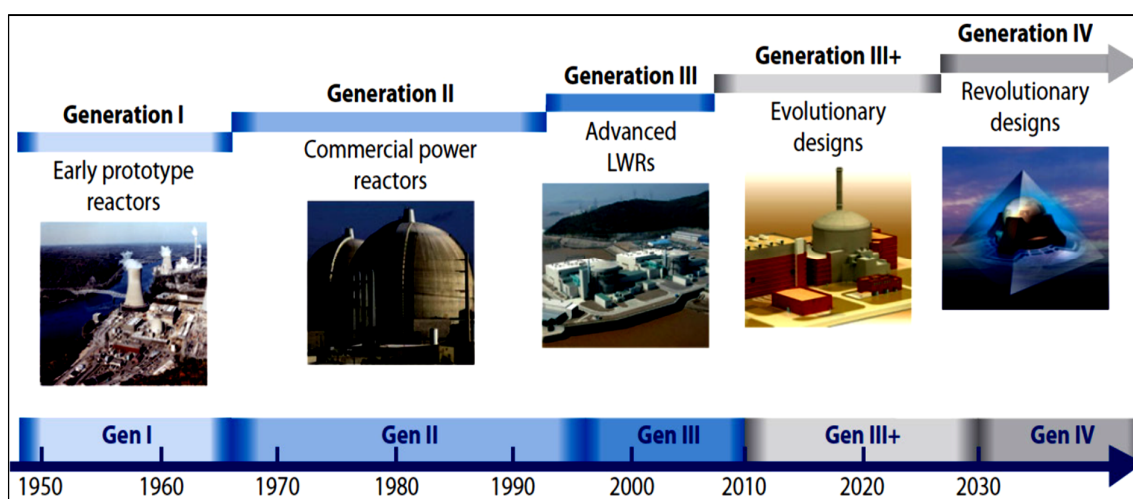 Generation I
Early prototype
reactors
Generation II
Commercial power
reactors
Generation III
Advanced
LWRs
Generation III+
Evolutionary
designs
Generation IV
Revolutionary
designs
Gen I
Gen II
Gen III
Gen III+
Gen IV
1950
1960
1970
1980
1990
2000
2010
2020
2030